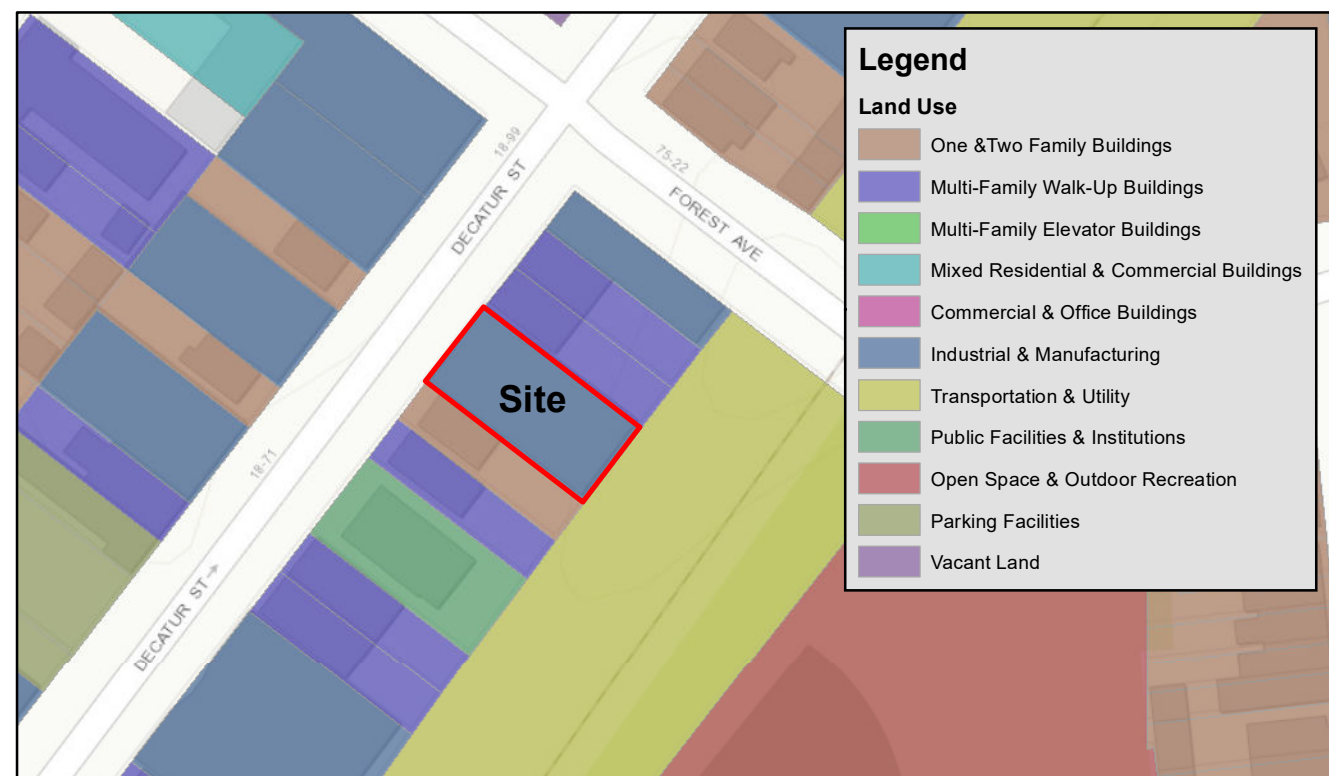 Legend
Land Use
One &Two Family Buildings
Multi-Family Walk-Up Buildings
Multi-Family Elevator Buildings
Mixed Residential & Commercial Buildings
Commercial & Office Buildings
Industrial & Manufacturing
Transportation & Utility
Public Facilities & Institutions
Open Space & Outdoor Recreation
Parking Facilities
Vacant Land
18-99
DECATUR ST
75-22
FOREST AVE
Site
18-71
DECATUR ST →